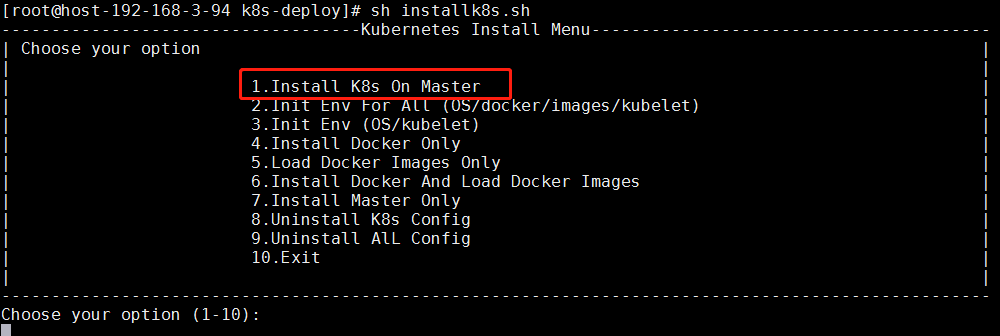 [root@host-192-168-3-94 k8s-deploy]# sh installk8s.sh
------------------------------------Kubernetes Install Menu----------------------------------------
| Choose your option |
| |
| 1.Install K8s On Master |
| 2.Init Env For All (OS/docker/images/kubelet) |
| 3.Init Env (OS/kubelet) |
| 4.Install Docker Only |
| 5.Load Docker Images Only |
| 6.Install Docker And Load Docker Images |
| 7.Install Master Only |
| 8.Uninstall K8s Config |
| 9.Uninstall AlL Config |
| 10.Exit |
| |
---------------------------------------------------------------------------------------------------
Choose your option (1-10):